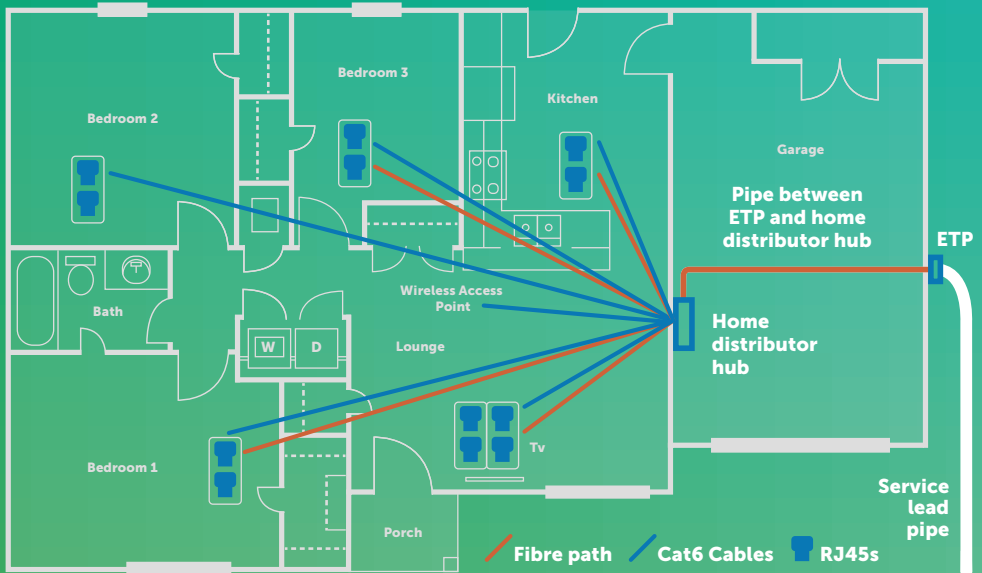 Bedroom 3
Kitchen
Bedroom 2
Garage
Pipe between
ETP and home
distributor hub
ETP
Wireless Access
Point
Bath
Home
distributor
hub
W
D
Lounge
Tv
Bedroom 1
Service
lead
pipe
Porch
Fibre path
Cat6 Cables
RJ45s